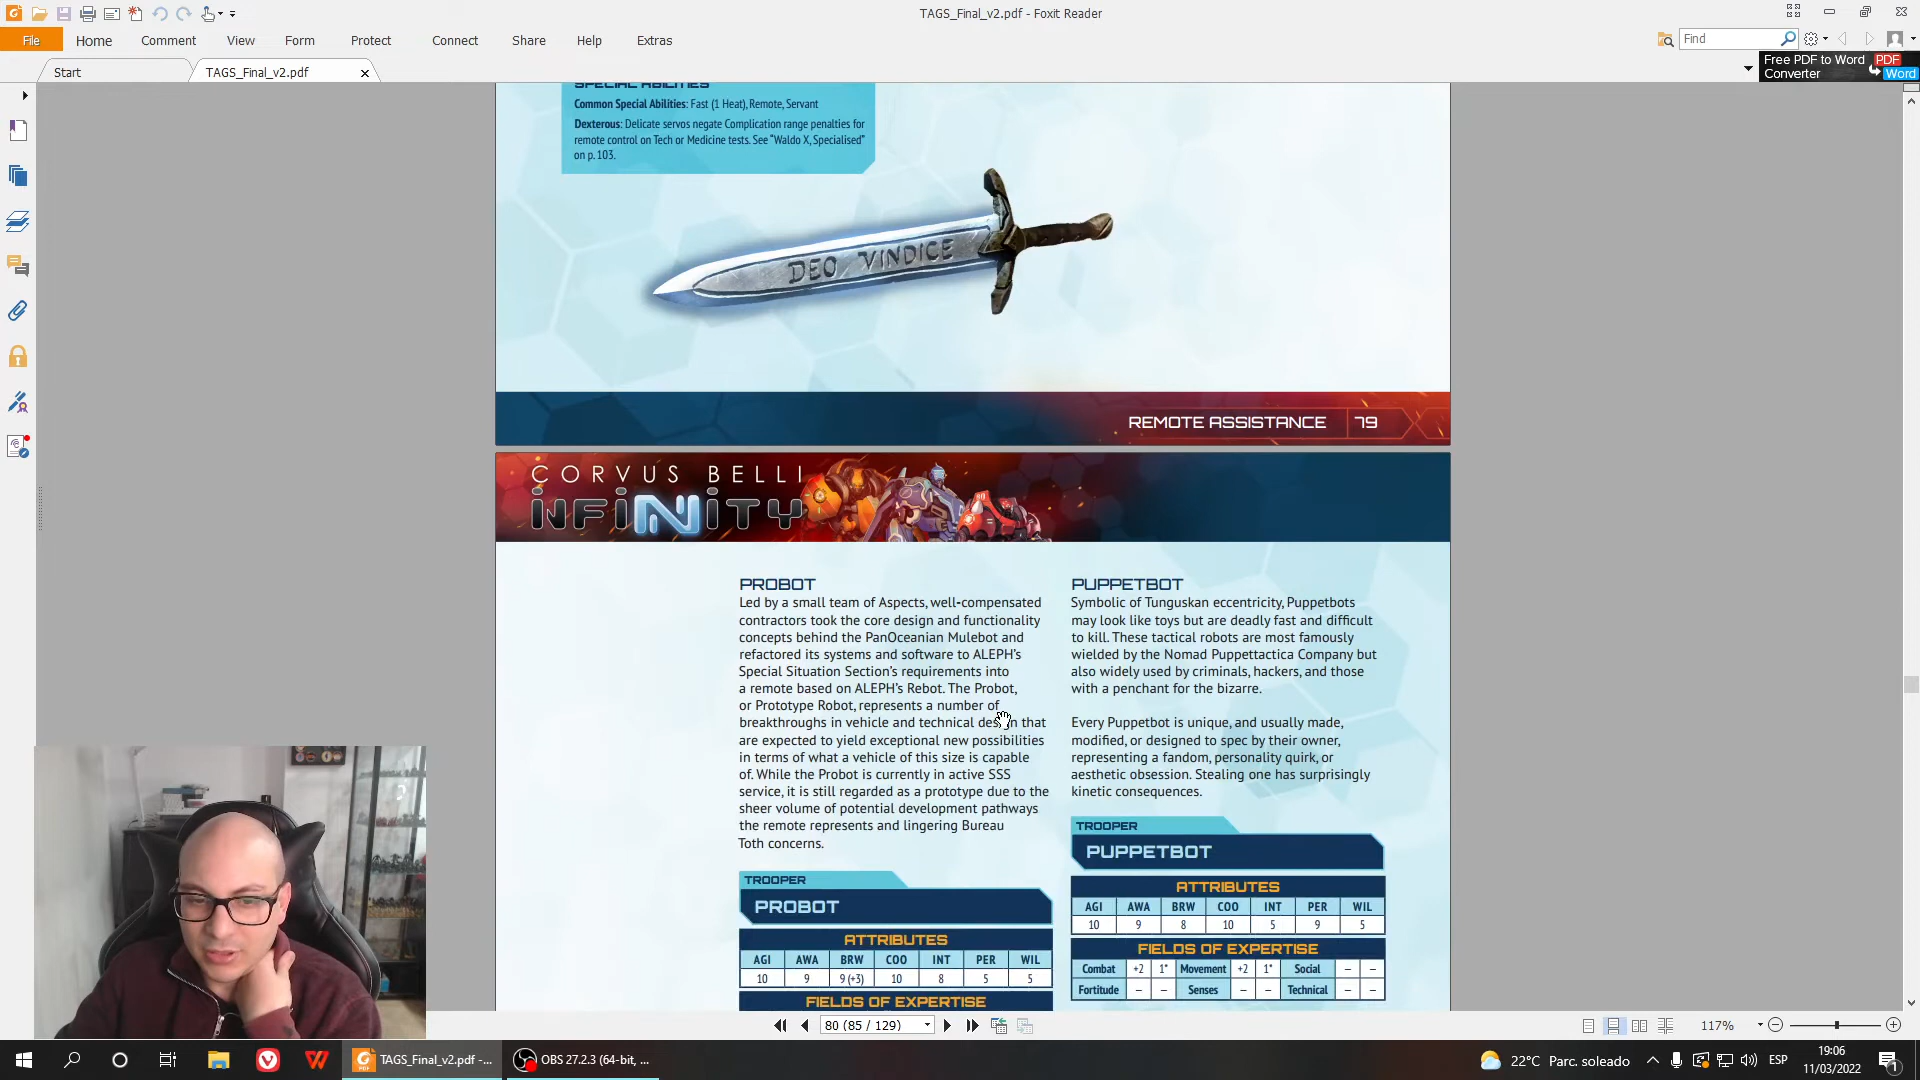 TAGS_Final_v2.pdf - Foxit Reader
File
Home
Comment
View
Form
Protect
Connect
Share
Help
Extras
Find
Start
TAGS_Final_v2.pdf
Free PDF to Word
Converter
PDF
Word
SPECIAL ABILITIES
Common Special Abilities: Fast (1 Heat), Remote, Servant
Dexterous: Delicate servos negate Complication range penalties for
remote control on Tech or Medicine tests. See “Waldo X, Specialised”
on p. 103.
DEO VINDICE
REMOTE ASSISTANCE 79
CORVUS BELLI
INFINITY
PROBOT
Led by a small team of Aspects, well-compensated
contractors took the core design and functionality
concepts behind the PanOceanian Mulebot and
refactored its systems and software to ALEPH’s
Special Situation Section’s requirements into
a remote based on ALEPH’s Rebot. The Probot,
or Prototype Robot, represents a number of
breakthroughs in vehicle and technical design that
are expected to yield exceptional new possibilities
in terms of what a vehicle of this size is capable
of. While the Probot is currently in active SSS
service, it is still regarded as a prototype due to the
sheer volume of potential development pathways
the remote represents and lingering Bureau
Toth concerns.
TROOPER
PROBOT
ATTRIBUTES
AGI AWA BRW COO INT PER WIL
10 9 9 (+3) 10 8 5 5
FIELDS OF EXPERTISE
PUPPETBOT
Symbolic of Tunguskan eccentricity, Puppetbots
may look like toys but are deadly fast and difficult
to kill. These tactical robots are most famously
wielded by the Nomad Puppettactica Company but
also widely used by criminals, hackers, and those
with a penchant for the bizarre.
Every Puppetbot is unique, and usually made,
modified, or designed to spec by their owner,
representing a fandom, personality quirk, or
aesthetic obsession. Stealing one has surprisingly
kinetic consequences.
TROOPER
PUPPETBOT
ATTRIBUTES
AGI AWA BRW COO INT PER WIL
10 9 8 10 5 9 5
FIELDS OF EXPERTISE
Combat +2 1* Movement +2 1* Social – –
Fortitude – – Senses – – Technical – –
80 (85 / 129)
117%
TAGS_Final_v2.pdf -...
OBS 27.2.3 (64-bit, ...
22°C Parc. soleado
ESP
19:06
11/03/2022
1